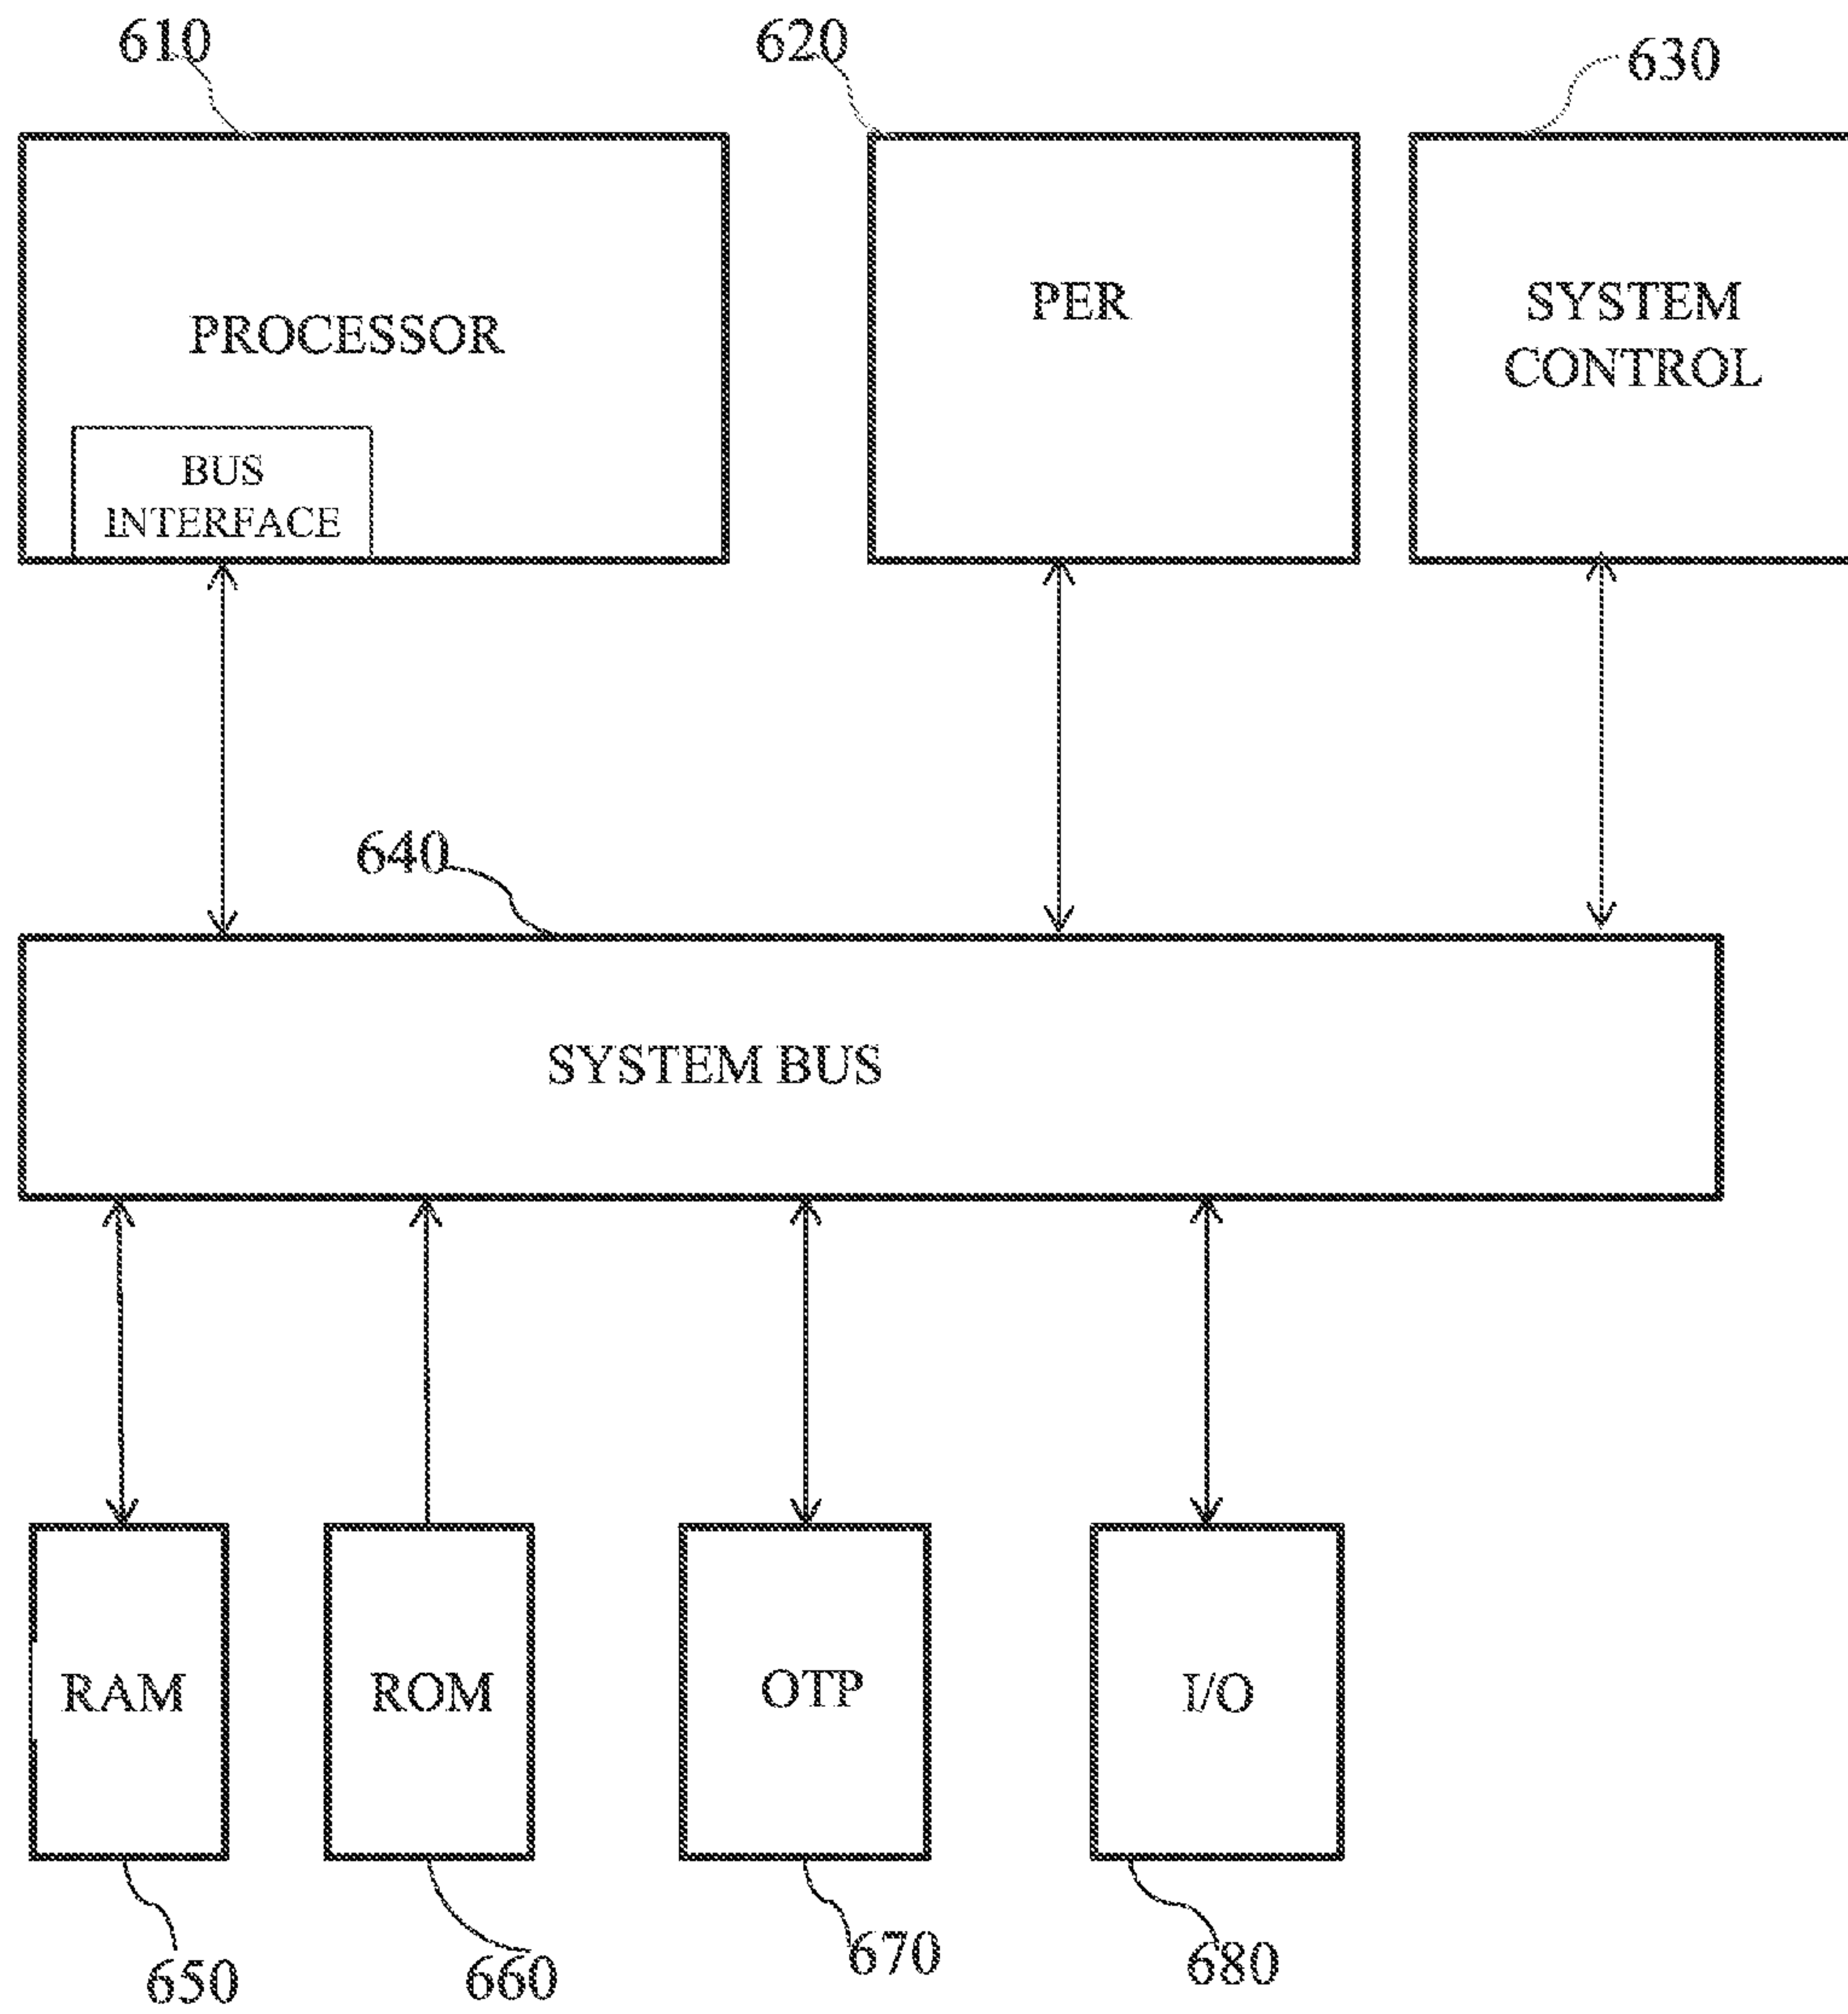 610
620
630
PROCESSOR
PER
SYSTEM
CONTROL
BUS
INTERFACE
640
SYSTEM BUS
RAM
ROM
OTP
I/O
650
660
670
680